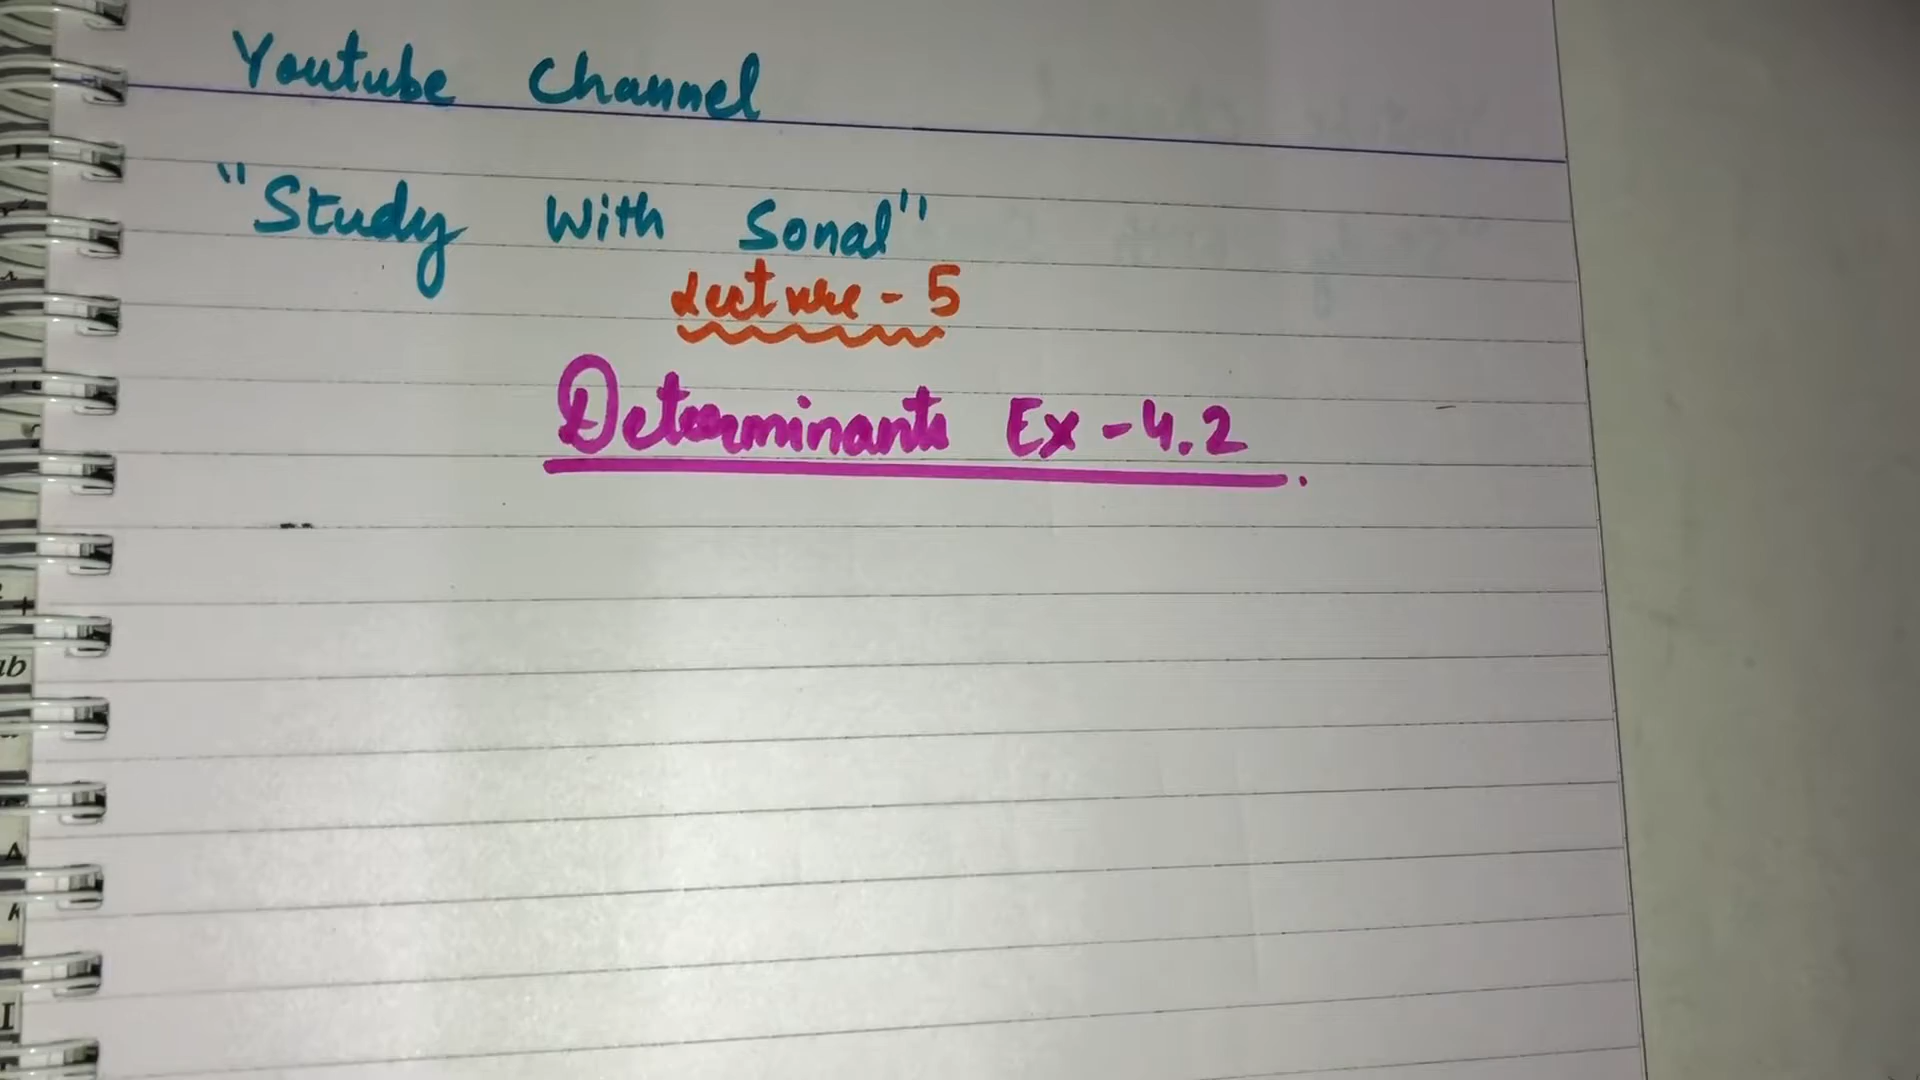 Youtube Channel
"Study With Sonal"
Lecture - 5
Determinants Ex - 4.2